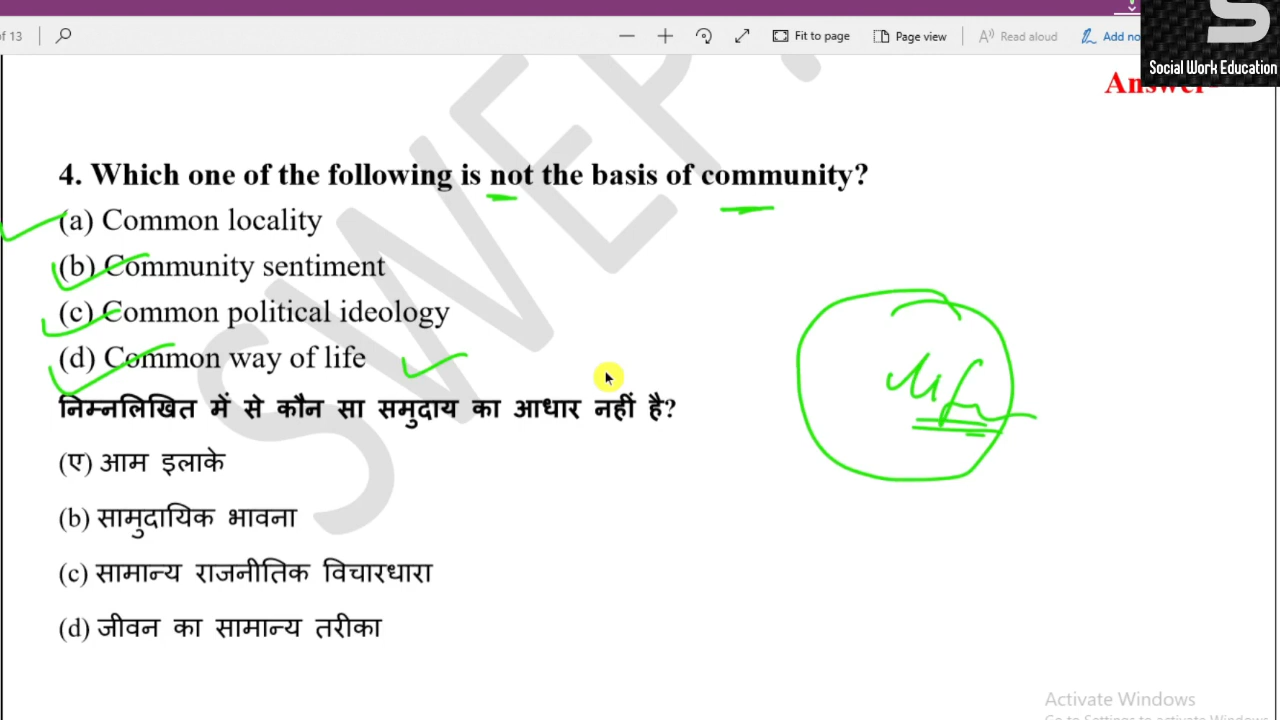 of 13
Fit to page
Page view
Read aloud
Add no
S
Social Work Education
Answer
4. Which one of the following is not the basis of community?
(a) Common locality
(b) Community sentiment
(c) Common political ideology
(d) Common way of life
निम्नलिखित में से कौन सा समुदाय का आधार नहीं है?
(ए) आम इलाके
(b) सामुदायिक भावना
(c) सामान्य राजनीतिक विचारधारा
(d) जीवन का सामान्य तरीका
SWEP
Activate Windows